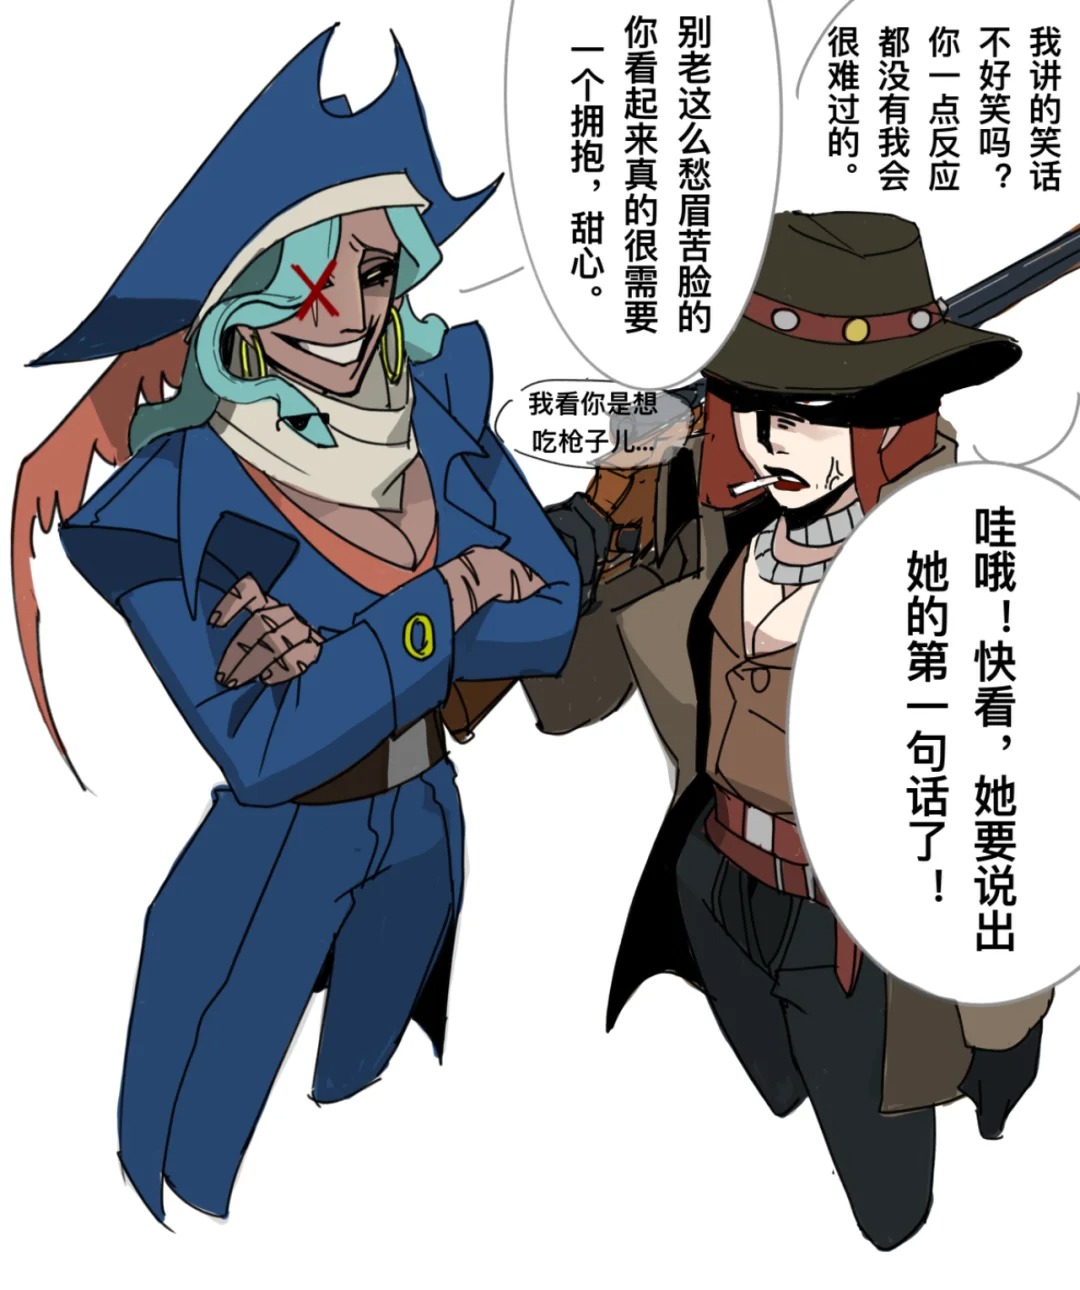 我讲的笑话
不好笑吗？
你一点反应
都没有我会
很难过的。
别老这么愁眉苦脸的
你看起来真的很需要
一个拥抱，甜心。
我看你是想
吃枪子儿...
哇哦！快看，她要说出
她的第一句话了！